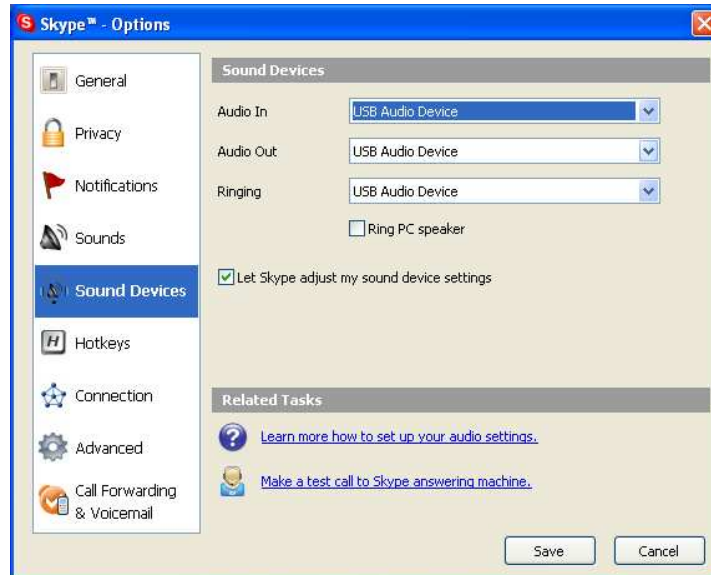 Skype™ - Options
General
Privacy
Notifications
Sounds
Sound Devices
Hotkeys
Connection
Advanced
Call Forwarding
& Voicemail
Sound Devices
Audio In USB Audio Device
Audio Out USB Audio Device
Ringing USB Audio Device
Ring PC speaker
Let Skype adjust my sound device settings
Related Tasks
Learn more how to set up your audio settings.
Make a test call to Skype answering machine.
Save Cancel